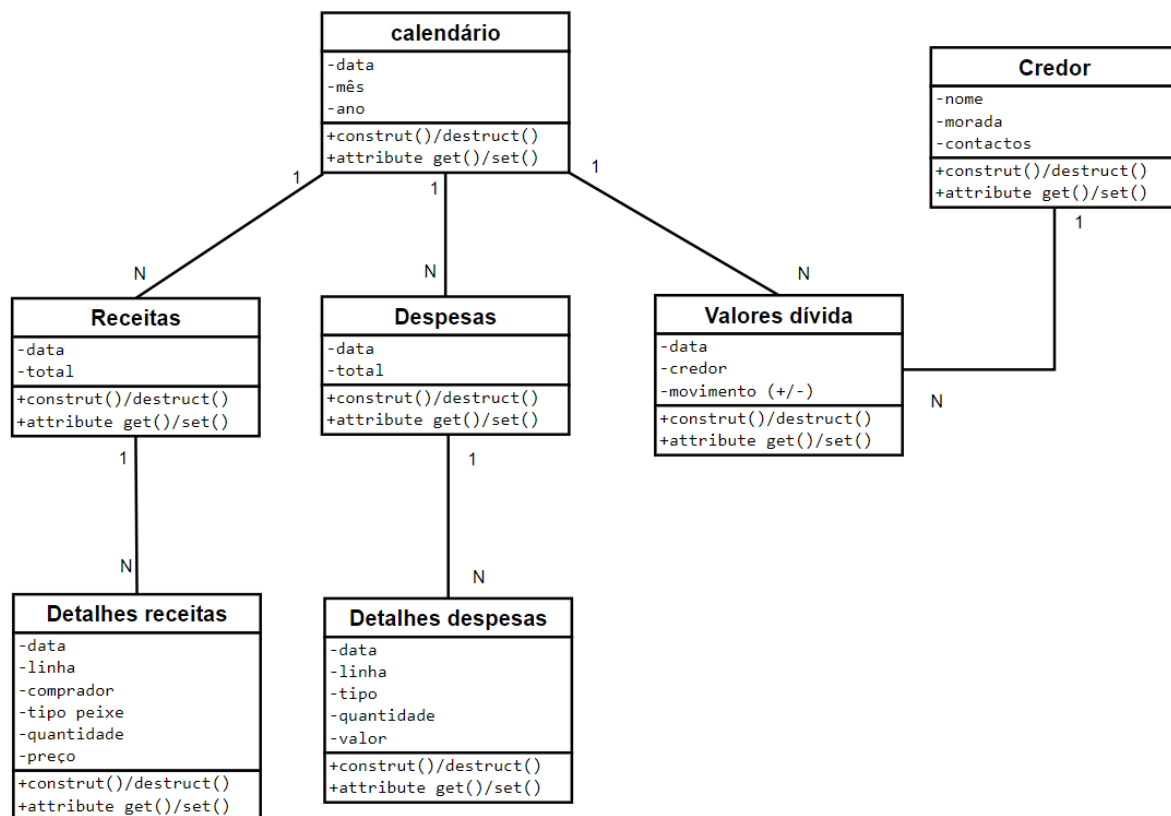 calendário
-data
-mês
-ano
+construt()/destruct()
+attribute get()/set()
Credor
-nome
-morada
-contactos
+construt()/destruct()
+attribute get()/set()
1
1
1
1
N
N
N
N
Receitas
-data
-total
+construt()/destruct()
+attribute get()/set()
Despesas
-data
-total
+construt()/destruct()
+attribute get()/set()
Valores dívida
-data
-credor
-movimento (+/-)
+construt()/destruct()
+attribute get()/set()
1
1
N
N
Detalhes receitas
-data
-linha
-comprador
-tipo peixe
-quantidade
-preço
+construt()/destruct()
+attribute get()/set()
Detalhes despesas
-data
-linha
-tipo
-quantidade
-valor
+construt()/destruct()
+attribute get()/set()